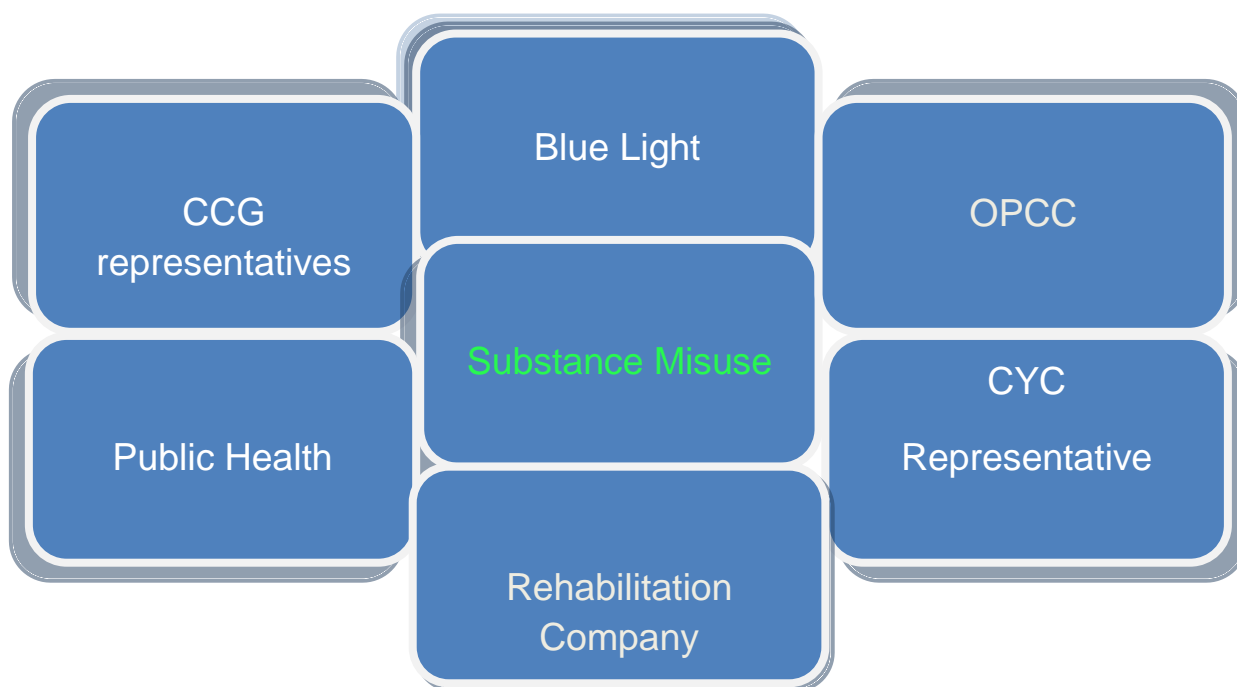 Blue Light
CCG
representatives
OPCC
Substance Misuse
CYC
Representative
Public Health
Rehabilitation
Company